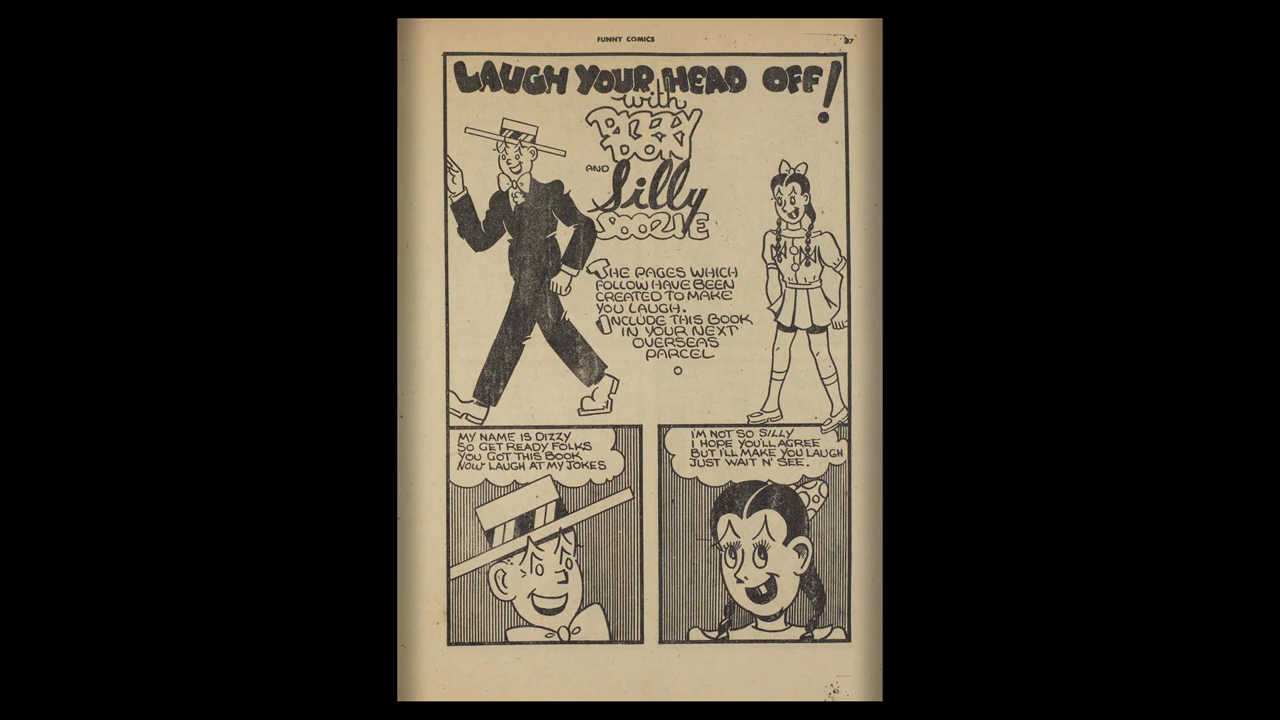 FUNNY COMICS
37
LAUGH YOUR HEAD OFF!
with
DIZZY
DON
AND
Silly
SOOZIE
THE PAGES WHICH
FOLLOW HAVE BEEN
CREATED TO MAKE
YOU LAUGH.
INCLUDE THIS BOOK
IN YOUR NEXT
OVERSEAS
PARCEL
MY NAME IS DIZZY
SO GET READY FOLKS
YOU GOT THIS BOOK
NOW LAUGH AT MY JOKES
I'M NOT SO SILLY
I HOPE YOU'LL AGREE
BUT I'LL MAKE YOU LAUGH
JUST WAIT N' SEE.